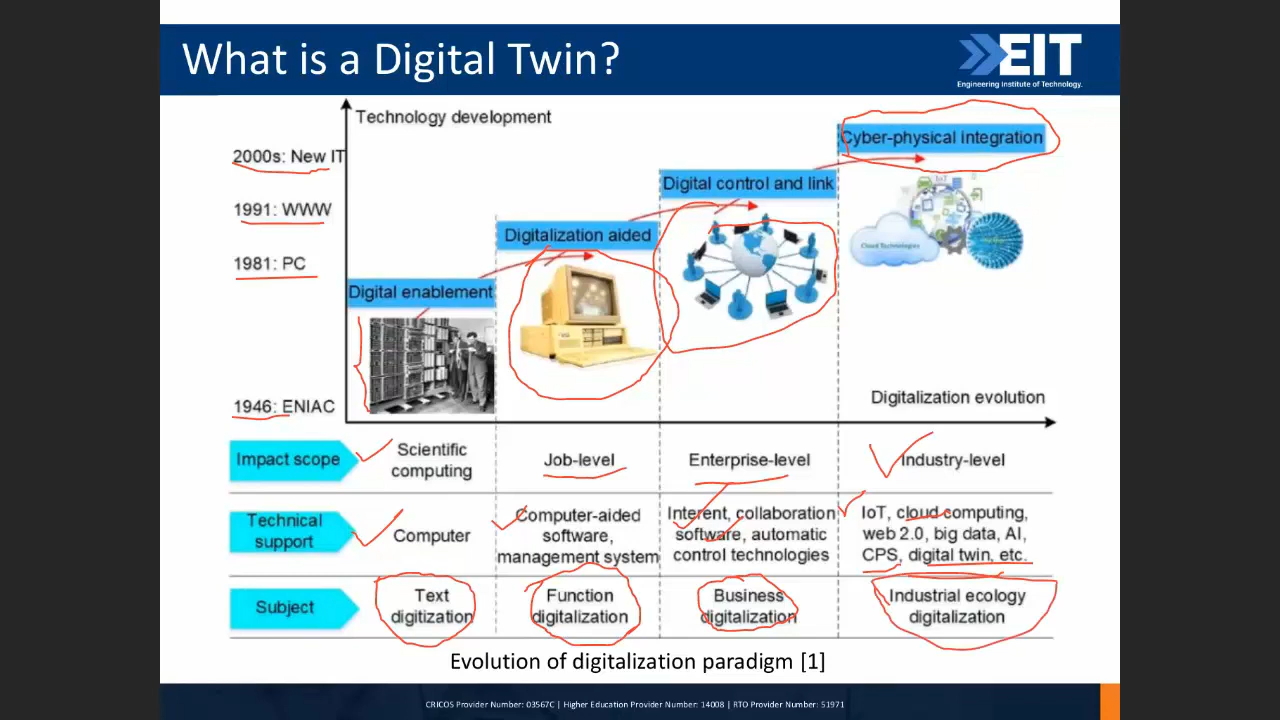 What is a Digital Twin?
EIT
Engineering Institute of Technology.
Technology development
2000s: New IT
1991: WWW
1981: PC
1946: ENIAC
Digital enablement
Digitalization aided
Digital control and link
Cyber-physical integration
IoT
Cloud Technologies
Digitalization evolution
Impact scope
Scientific
computing
Job-level
Enterprise-level
Industry-level
Technical
support
Computer
Computer-aided
software,
management system
Interent, collaboration
software, automatic
control technologies
IoT, cloud computing,
web 2.0, big data, AI,
CPS, digital twin, etc.
Subject
Text
digitization
Function
digitalization
Business
digitalization
Industrial ecology
digitalization
Evolution of digitalization paradigm [1]
CRICOS Provider Number: 03567C | Higher Education Provider Number: 14008 | RTO Provider Number: 51971